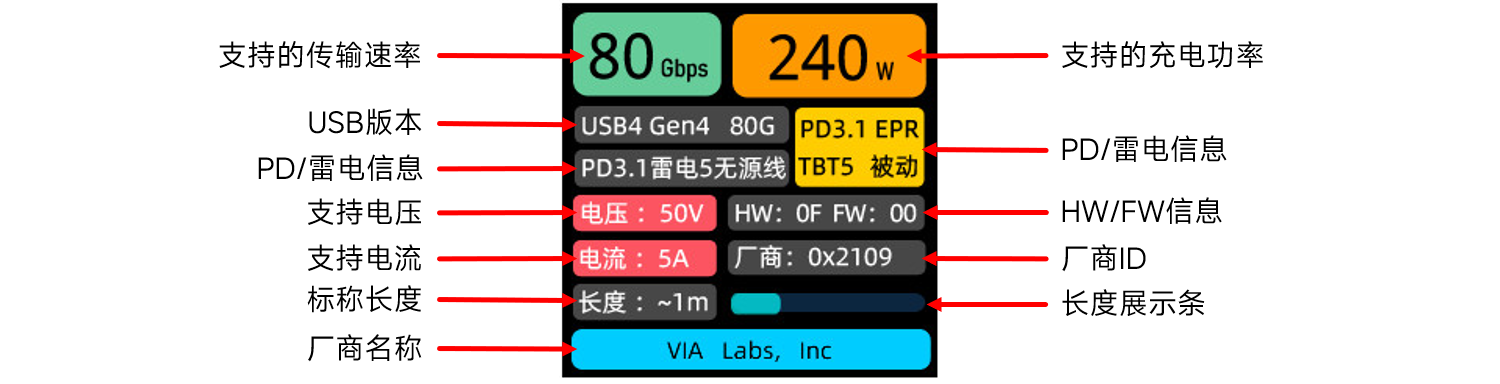 支持的传输速率
80 Gbps
240 W
支持的充电功率
USB版本
USB4 Gen4 80G
PD3.1 EPR
TBT5 被动
PD/雷电信息
PD/雷电信息
PD3.1雷电5无源线
支持电压
电压：50V
HW：0F FW：00
HW/FW信息
支持电流
电流：5A
厂商：0x2109
厂商ID
标称长度
长度：~1m
长度展示条
厂商名称
VIA Labs, Inc